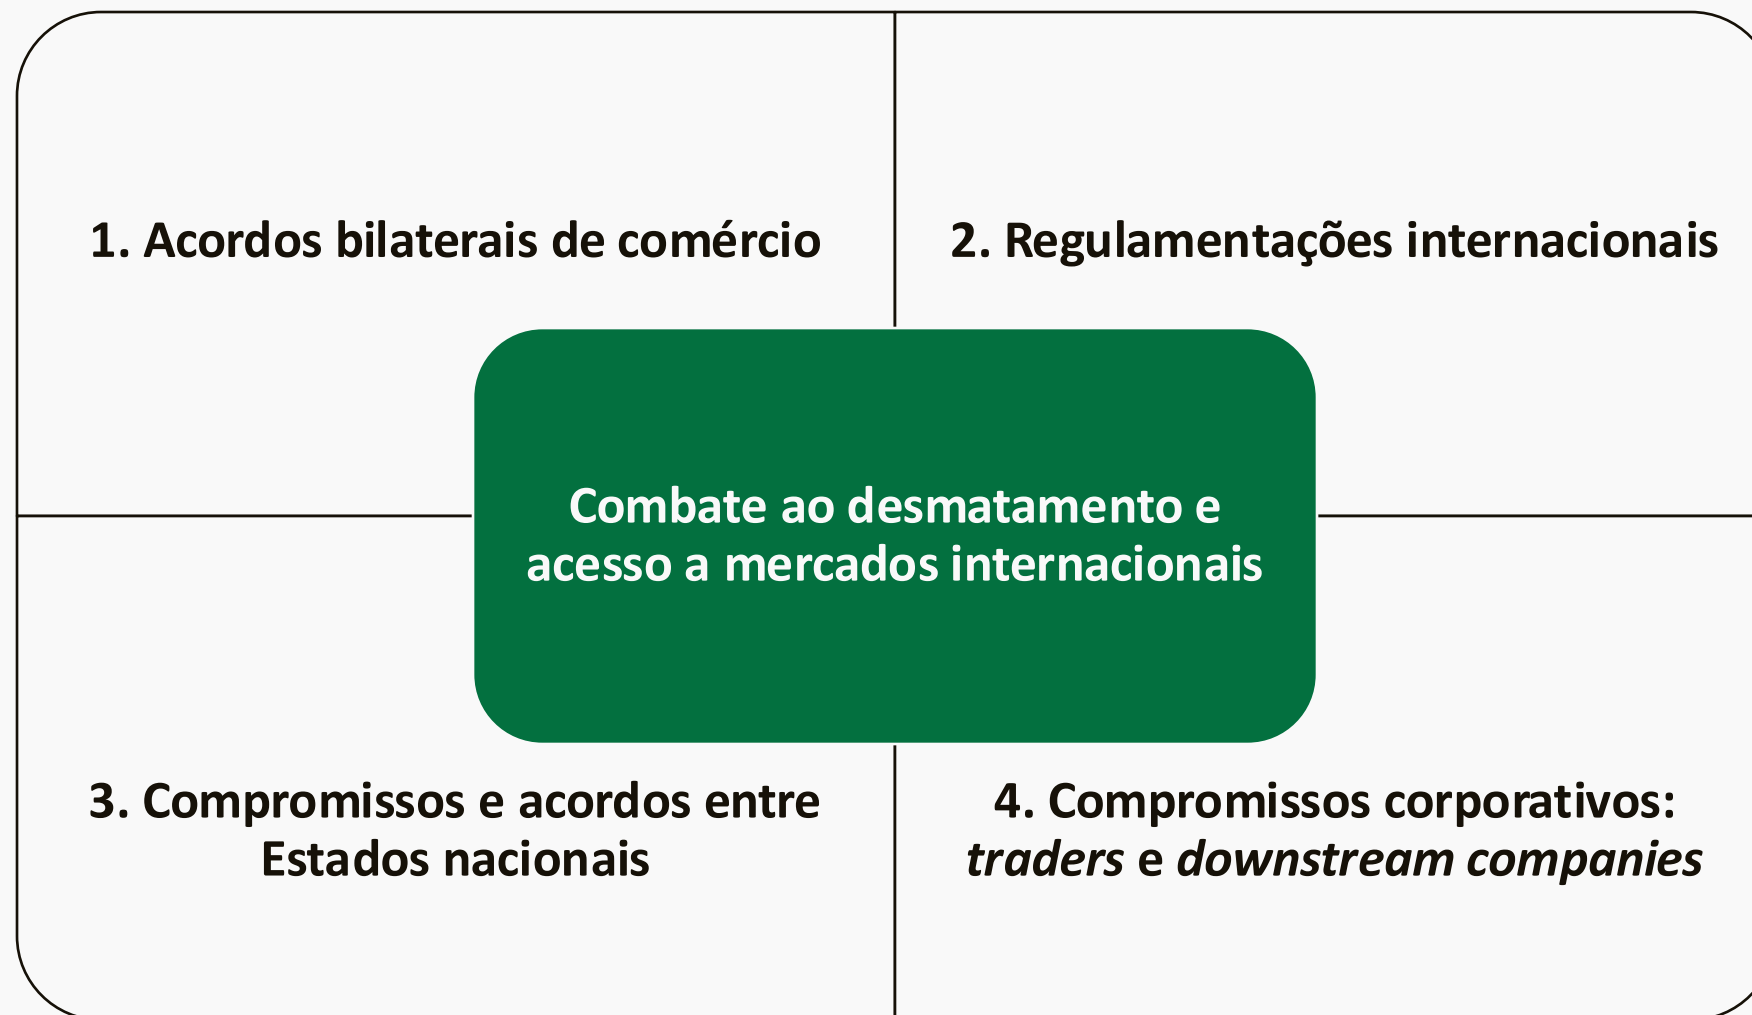 1. Acordos bilaterais de comércio
2. Regulamentações internacionais
Combate ao desmatamento e
acesso a mercados internacionais
3. Compromissos e acordos entre
Estados nacionais
4. Compromissos corporativos:
traders e downstream companies